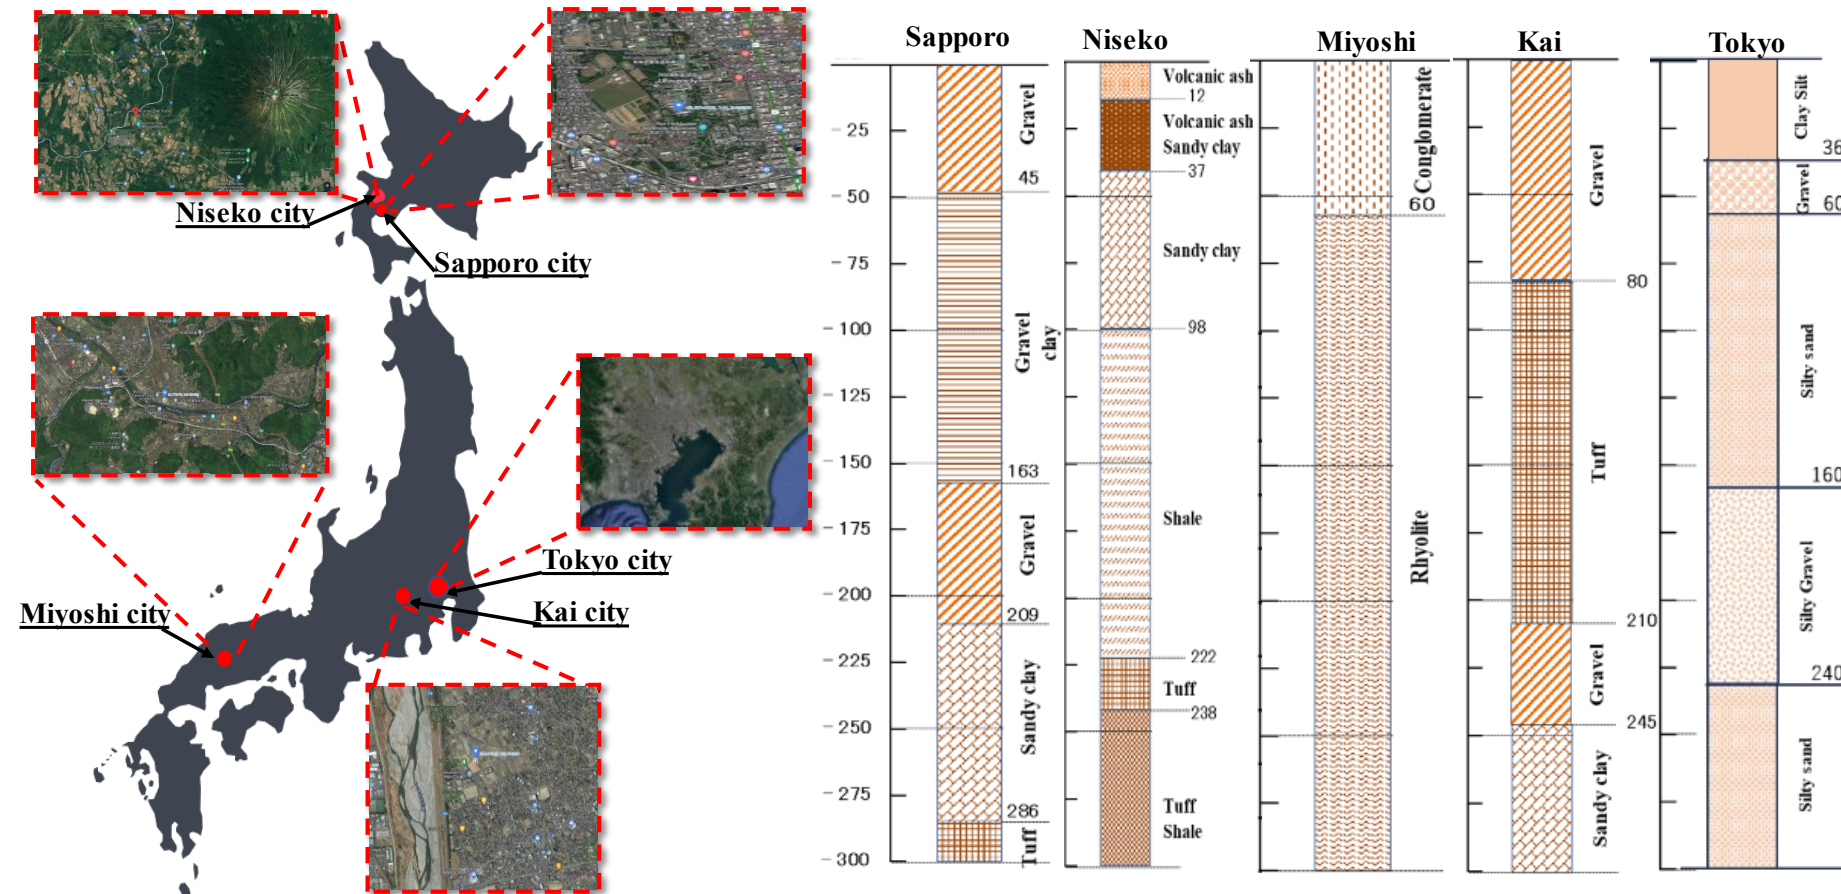 Niseko city
Sapporo city
Tokyo city
Kai city
Miyoshi city
Sapporo
Niseko
Miyoshi
Kai
Tokyo
-25
-50
-75
-100
-125
-150
-175
-200
-225
-250
-275
-300
Gravel
45
Gravel
clay
163
Gravel
209
Sandy clay
286
Tuff
Volcanic ash
12
Volcanic ash
Sandy clay
37
Sandy clay
98
Shale
222
Tuff
238
Tuff
Shale
Conglomerate
60
Rhyolite
Gravel
80
Tuff
210
Gravel
245
Sandy clay
Clay Silt
36
Gravel
60
Silty sand
160
Silty Gravel
240
Silty sand